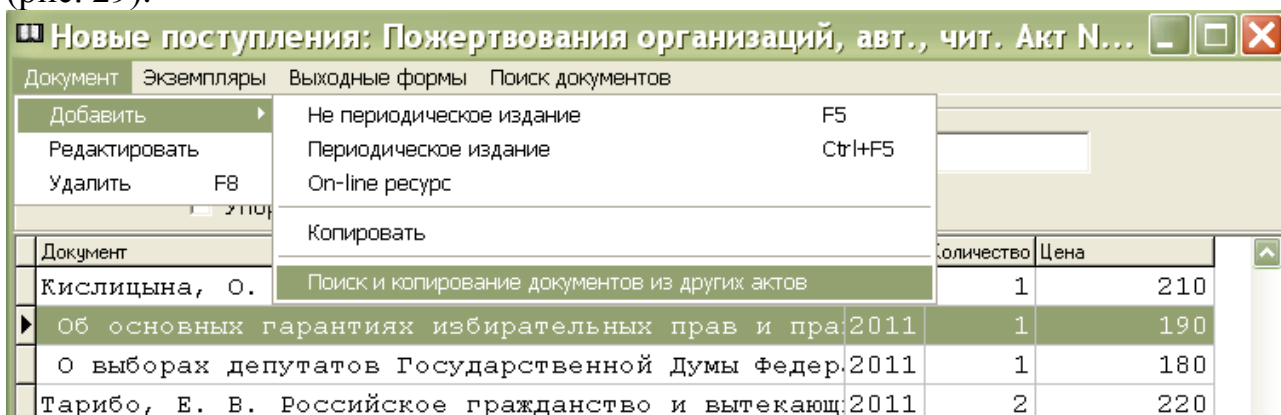 (рис. 29).
Новые поступления: Пожертвования организаций, авт., чит. Акт N...
Документ Экземпляры Выходные формы Поиск документов
Добавить Не периодическое издание F5
Редактировать Периодическое издание Ctrl+F5
Удалить F8 On-line ресурс
Упор
Копировать
Документ Количество Цена
Поиск и копирование документов из других актов
Кислицына, О. 1 210
Об основных гарантиях избирательных прав и пра 2011 1 190
О выборах депутатов Государственной Думы Федер 2011 1 180
Тарибо, Е. В. Российское гражданство и вытекающ 2011 2 220